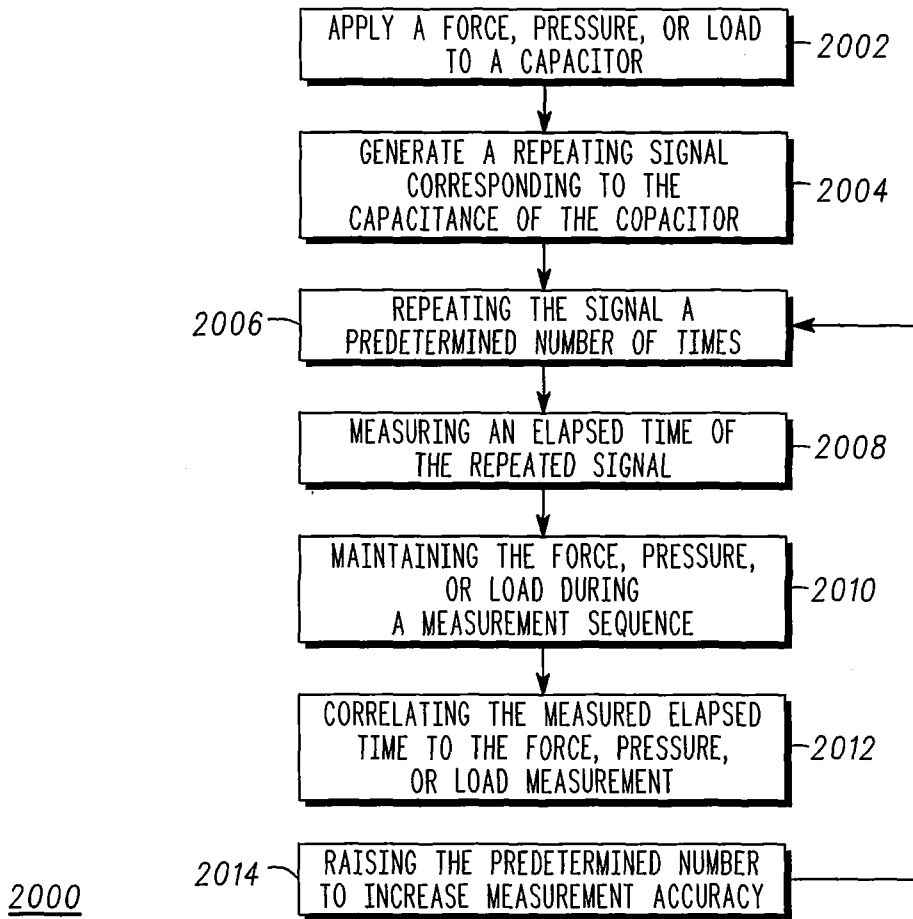 APPLY A FORCE, PRESSURE, OR LOAD
TO A CAPACITOR
2002
GENERATE A REPEATING SIGNAL
CORRESPONDING TO THE
CAPACITANCE OF THE COPACITOR
2004
2006
REPEATING THE SIGNAL A
PREDETERMINED NUMBER OF TIMES
MEASURING AN ELAPSED TIME OF
THE REPEATED SIGNAL
2008
MAINTAINING THE FORCE, PRESSURE,
OR LOAD DURING
A MEASUREMENT SEQUENCE
2010
CORRELATING THE MEASURED ELAPSED
TIME TO THE FORCE, PRESSURE,
OR LOAD MEASUREMENT
2012
2014
RAISING THE PREDETERMINED NUMBER
TO INCREASE MEASUREMENT ACCURACY
2000